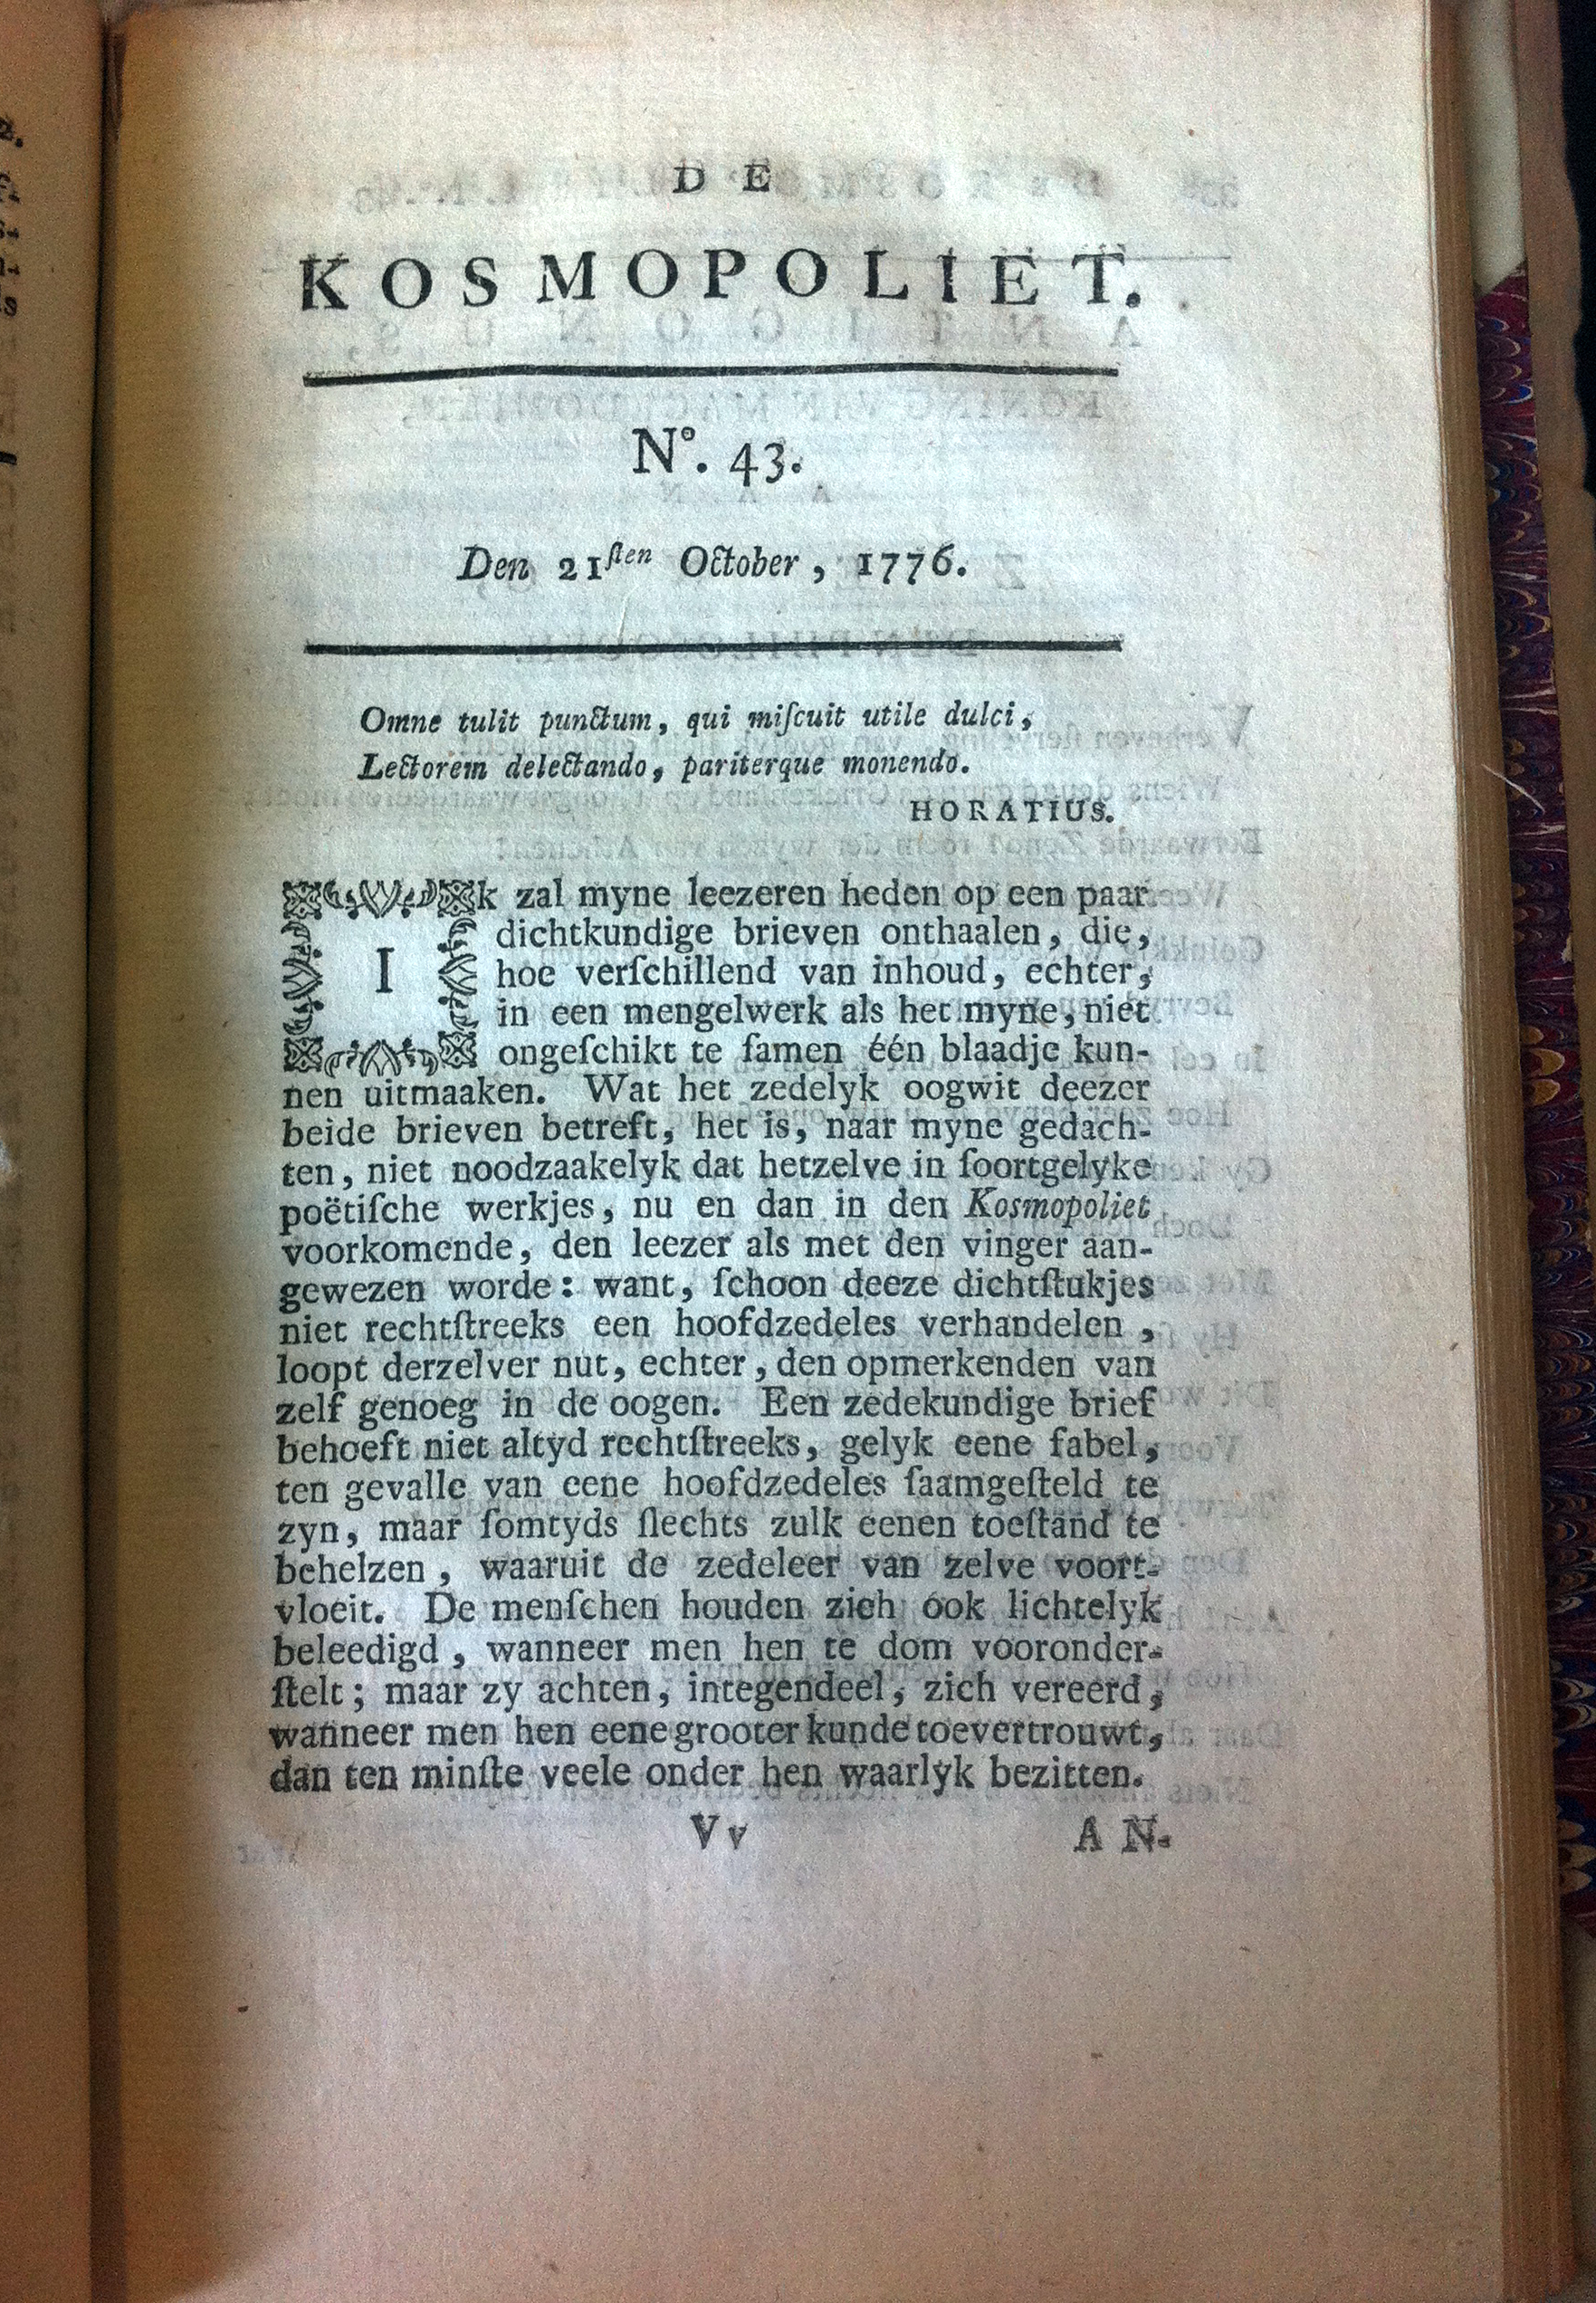 DE
KOSMOPOLIET.
N°. 43.
Den 21ſten October, 1776.
Omne tulit punctum, qui miſcuit utile dulci,
Lectorem delectando, pariterque monendo.
HORATIUS.
Ik zal myne leezeren heden op een paar
dichtkundige brieven onthaalen, die,
hoe verſchillend van inhoud, echter,
in een mengelwerk als het myne, niet
ongeſchikt te ſamen één blaadje kun-
nen uitmaaken. Wat het zedelyk oogwit deezer
beide brieven betreft, het is, naar myne gedach-
ten, niet noodzaakelyk dat hetzelve in ſoortgelyke
poëtiſche werkjes, nu en dan in den Kosmopoliet
voorkomende, den leezer als met den vinger aan-
gewezen worde: want, ſchoon deeze dichtſtukjes
niet rechtſtreeks een hoofdzedeles verhandelen,
loopt derzelver nut, echter, den opmerkenden van
zelf genoeg in de oogen. Een zedekundige brief
behoeft niet altyd rechtſtreeks, gelyk eene fabel,
ten gevalle van eene hoofdzedeles ſaamgeſteld te
zyn, maar ſomtyds ſlechts zulk eenen toeſtand te
behelzen, waaruit de zedeleer van zelve voort-
vloeit. De menſchen houden zich ook lichtelyk
beleedigd, wanneer men hen te dom vooronder-
ſtelt; maar zy achten, integendeel, zich vereerd,
wanneer men hen eene grooter kunde toevertrouwt,
dan ten minſte veele onder hen waarlyk bezitten.
Vv
AN-